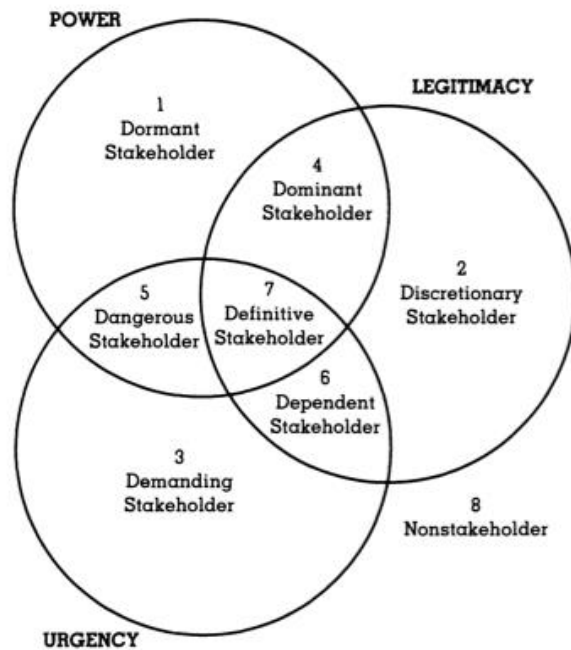 POWER
LEGITIMACY
1
Dormant
Stakeholder
4
Dominant
Stakeholder
2
Discretionary
Stakeholder
5
Dangerous
Stakeholder
7
Definitive
Stakeholder
6
Dependent
Stakeholder
3
Demanding
Stakeholder
8
Nonstakeholder
URGENCY